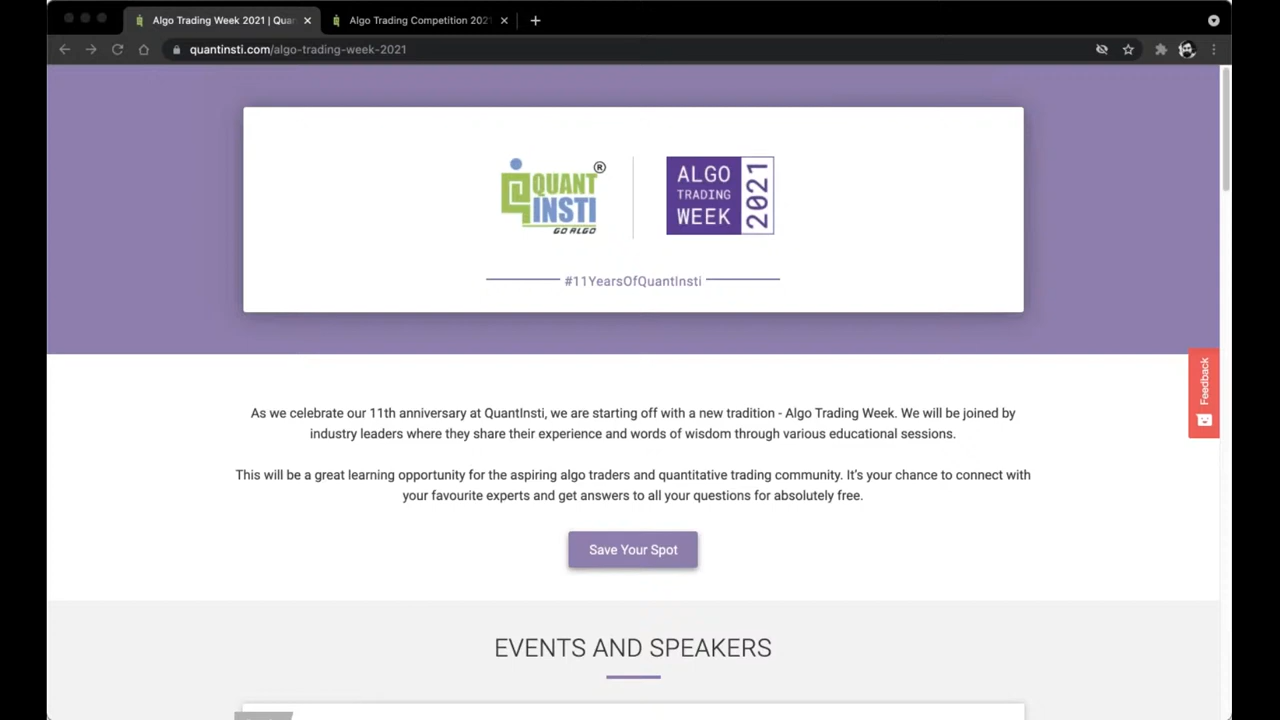 Algo Trading Week 2021 | Quan
Algo Trading Competition 2021
quantinsti.com/algo-trading-week-2021
QUANT
INSTI
GO ALGO
®
ALGO
TRADING
WEEK
2021
#11YearsOfQuantInsti
Feedback
As we celebrate our 11th anniversary at QuantInsti, we are starting off with a new tradition - Algo Trading Week. We will be joined by
industry leaders where they share their experience and words of wisdom through various educational sessions.
This will be a great learning opportunity for the aspiring algo traders and quantitative trading community. It's your chance to connect with
your favourite experts and get answers to all your questions for absolutely free.
Save Your Spot
EVENTS AND SPEAKERS